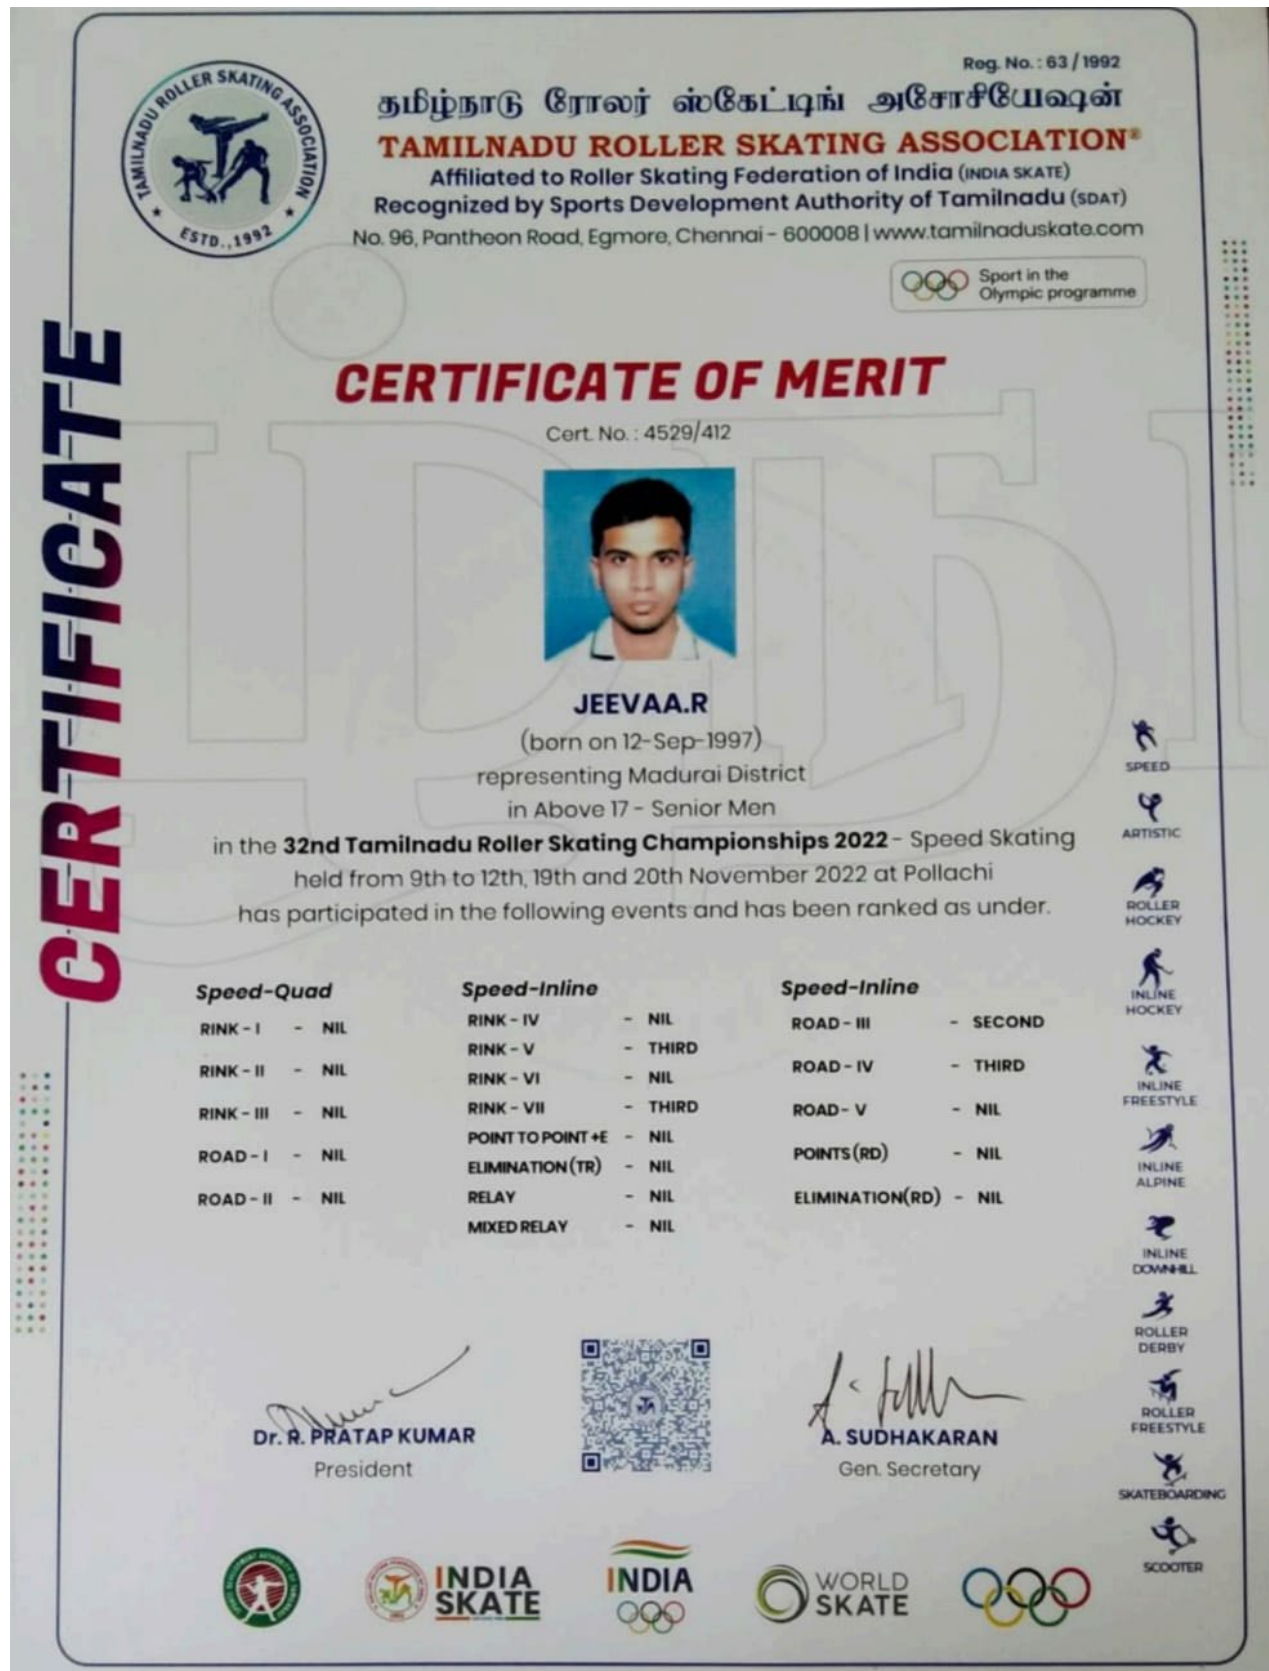 Reg. No. : 63 / 1992
தமிழ்நாடு ரோலர் ஸ்கேட்டிங் அசோசியேஷன்
TAMILNADU ROLLER SKATING ASSOCIATION®
Affiliated to Roller Skating Federation of India (INDIA SKATE)
Recognized by Sports Development Authority of Tamilnadu (SDAT)
No. 96, Pantheon Road, Egmore, Chennai - 600008 | www.tamilnaduskate.com
TAMILNADU ROLLER SKATING ASSOCIATION
ESTD., 1992
Sport in the
Olympic programme
CERTIFICATE
CERTIFICATE OF MERIT
Cert. No. : 4529/412
JEEVAA.R
(born on 12-Sep-1997)
representing Madurai District
in Above 17 - Senior Men
in the 32nd Tamilnadu Roller Skating Championships 2022 - Speed Skating
held from 9th to 12th, 19th and 20th November 2022 at Pollachi
has participated in the following events and has been ranked as under.
Speed-Quad
RINK - I - NIL
RINK - II - NIL
RINK - III - NIL
ROAD - I - NIL
ROAD - II - NIL
Speed-Inline
RINK - IV - NIL
RINK - V - THIRD
RINK - VI - NIL
RINK - VII - THIRD
POINT TO POINT +E - NIL
ELIMINATION (TR) - NIL
RELAY - NIL
MIXED RELAY - NIL
Speed-Inline
ROAD - III - SECOND
ROAD - IV - THIRD
ROAD - V - NIL
POINTS (RD) - NIL
ELIMINATION(RD) - NIL
SPEED
ARTISTIC
ROLLER
HOCKEY
INLINE
HOCKEY
INLINE
FREESTYLE
INLINE
ALPINE
INLINE
DOWNHILL
ROLLER
DERBY
ROLLER
FREESTYLE
SKATEBOARDING
SCOOTER
Dr. R. PRATAP KUMAR
President
A. SUDHAKARAN
Gen. Secretary
INDIA
SKATE
INDIA
WORLD
SKATE